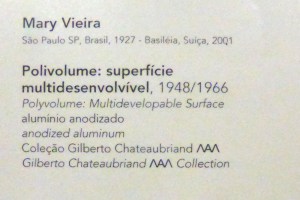 Mary Vieira
São Paulo SP, Brasil, 1927 - Basiléia, Suíça, 2001
Polivolume: superfície
multidesenvolvível, 1948/1966
Polyvolume: Multidevelopable Surface
alumínio anodizado
anodized aluminum
Coleção Gilberto Chateaubriand MAM
Gilberto Chateaubriand MAM Collection